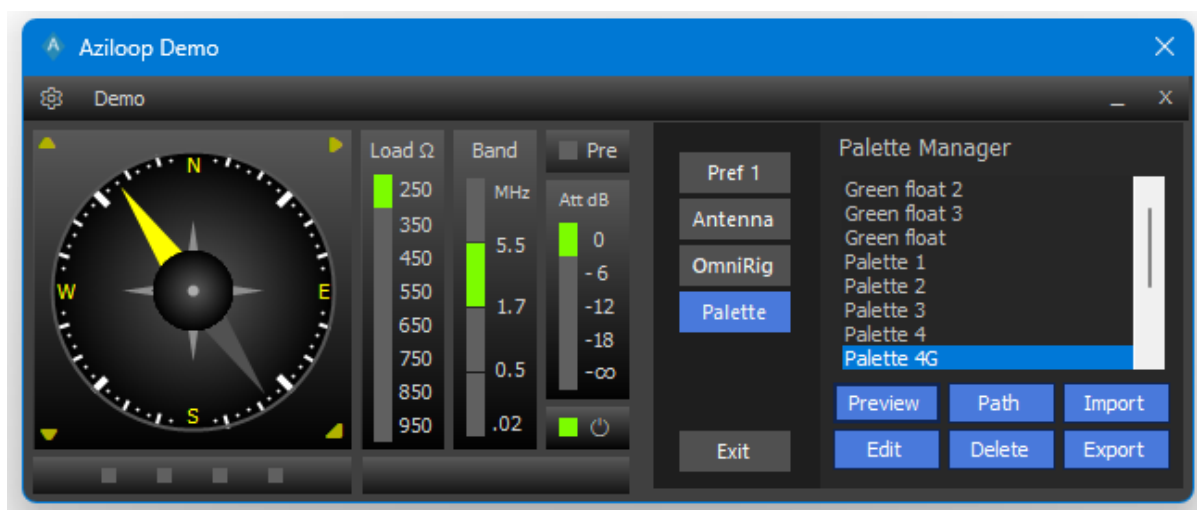 Aziloop Demo
Demo
_ X
N
W
E
S
Load Ω
250
350
450
550
650
750
850
950
Band
MHz
5.5
1.7
0.5
.02
Pre
Att dB
0
-6
-12
-18
-∞
Pref 1
Antenna
OmniRig
Palette
Exit
Palette Manager
Green float 2
Green float 3
Green float
Palette 1
Palette 2
Palette 3
Palette 4
Palette 4G
Preview Path Import
Edit Delete Export